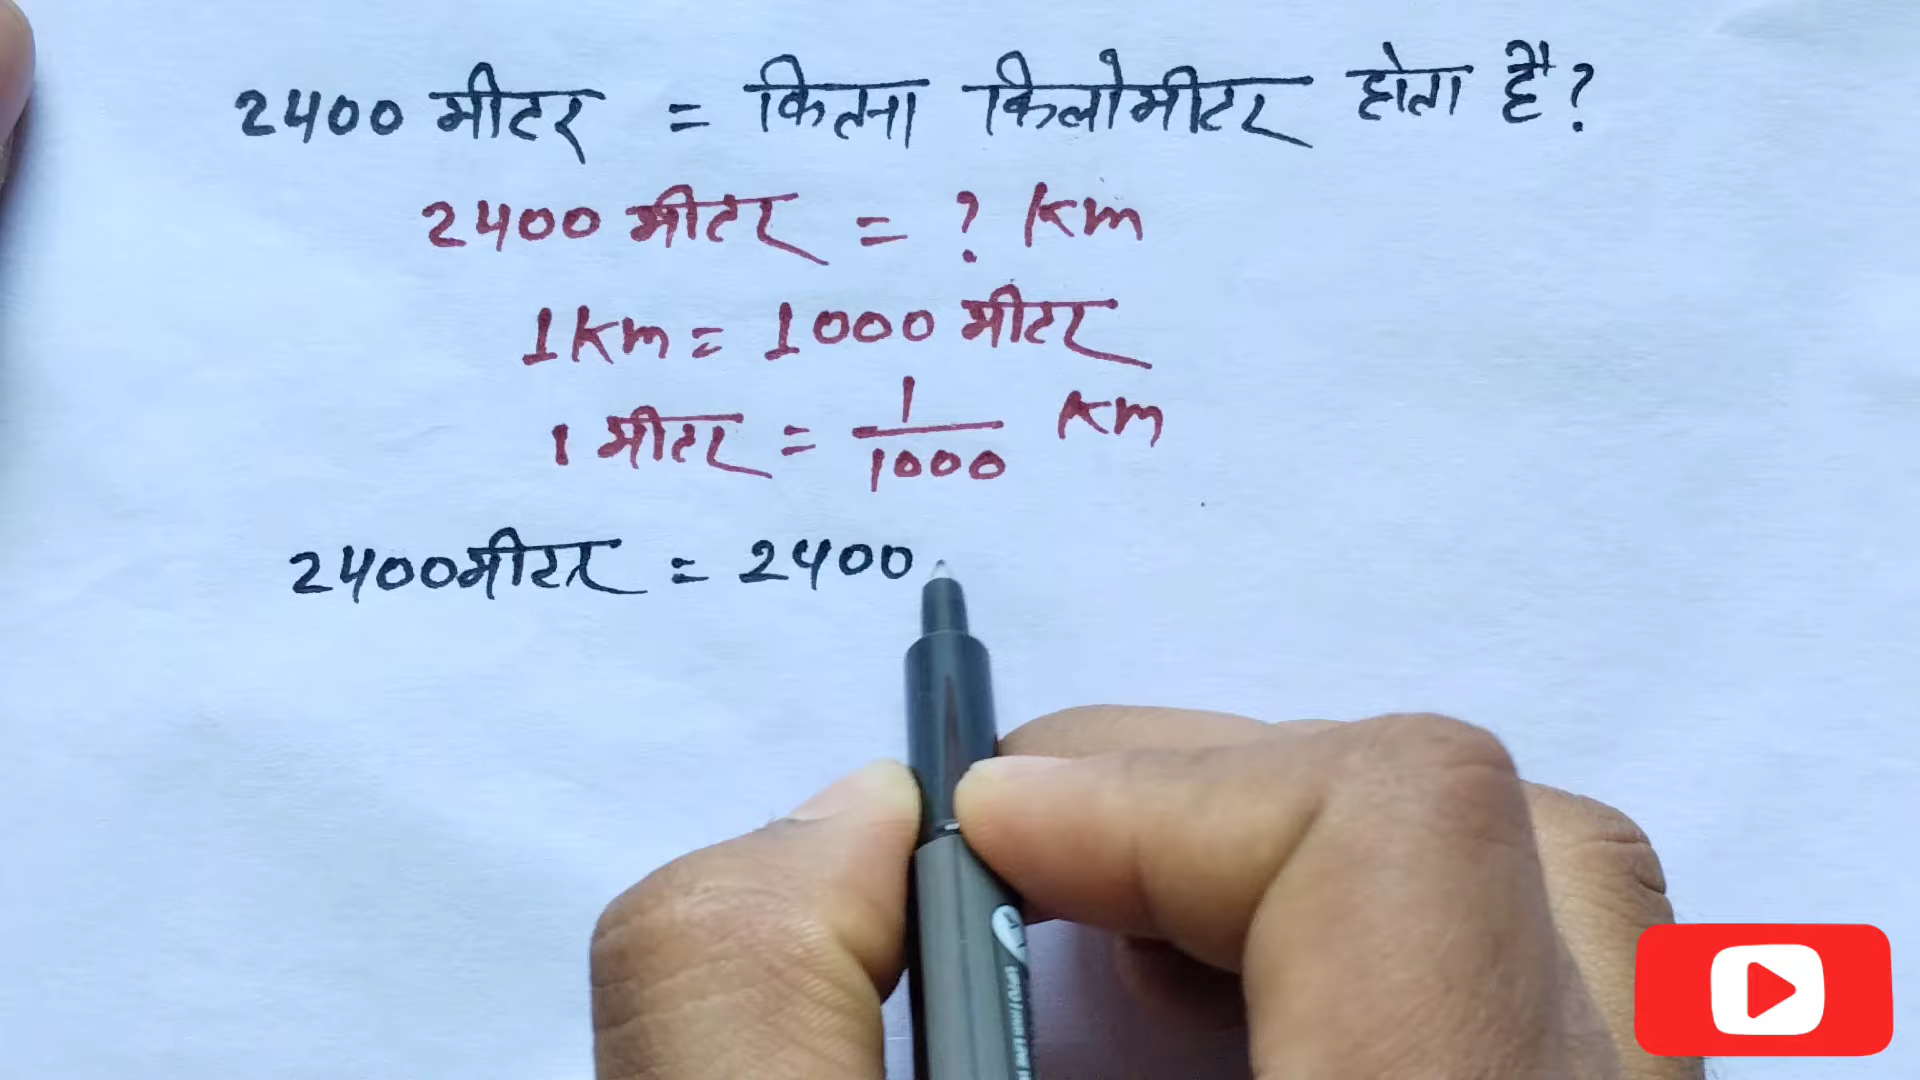 2400 मीटर = कितना किलोमीटर होता है?
2400 मीटर = ? Km
1 Km = 1000 मीटर
1 मीटर = 1/1000 Km
2400 मीटर = 2400